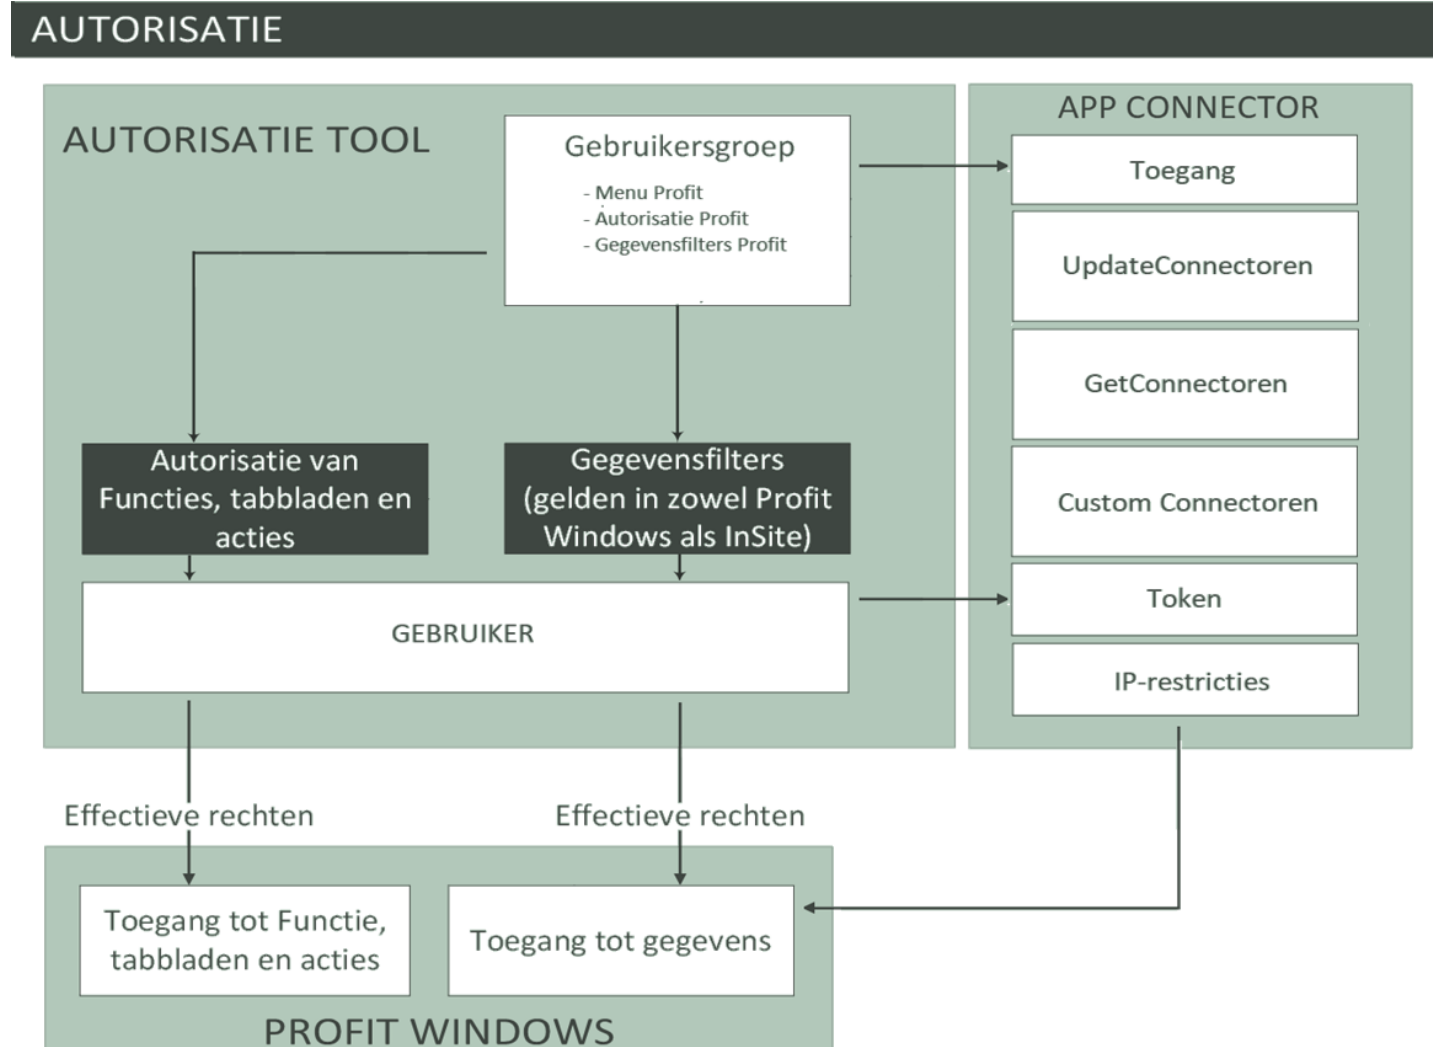 AUTORISATIE
AUTORISATIE TOOL
Gebruikersgroep
- Menu Profit
- Autorisatie Profit
- Gegevensfilters Profit
Autorisatie van
Functies, tabbladen en
acties
Gegevensfilters
(gelden in zowel Profit
Windows als InSite)
GEBRUIKER
APP CONNECTOR
Toegang
UpdateConnectoren
GetConnectoren
Custom Connectoren
Token
IP-restricties
Effectieve rechten
Effectieve rechten
Toegang tot Functie,
tabbladen en acties
Toegang tot gegevens
PROFIT WINDOWS